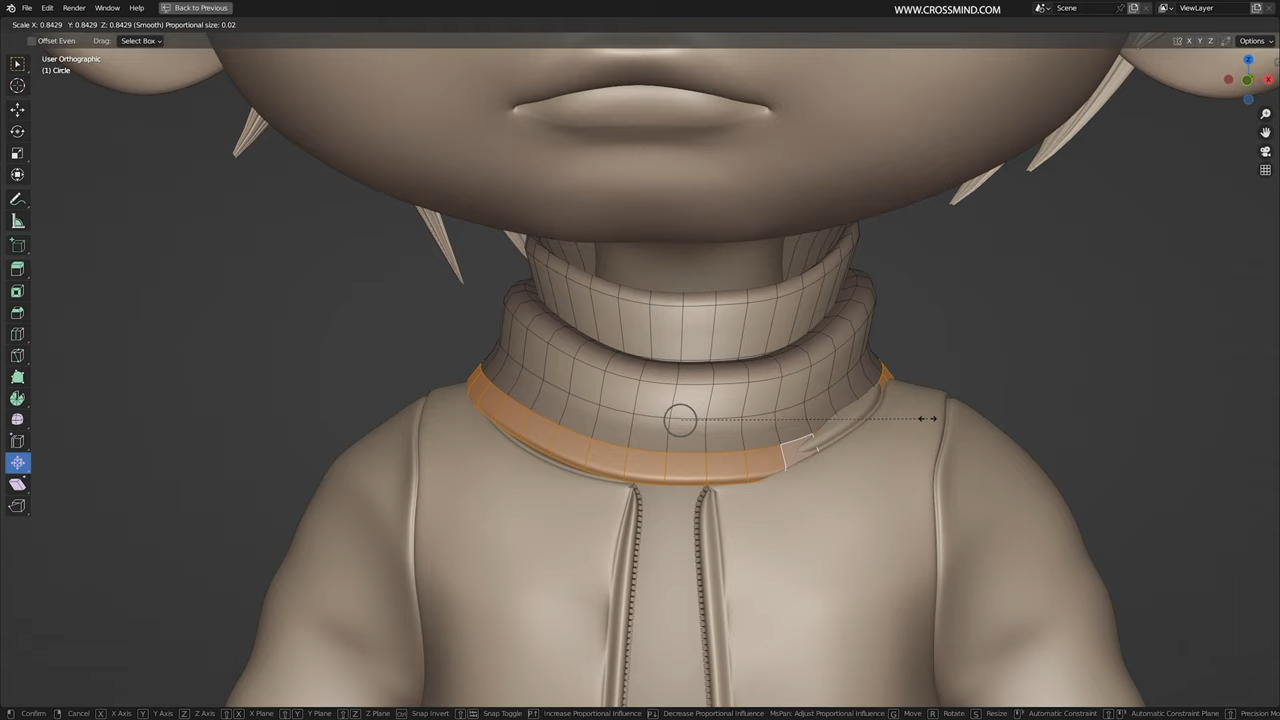 File Edit Render Window Help Back to Previous WWW.CROSSMIND.COM Scene ViewLayer
Scale X: 0.8429 Y: 0.8429 Z: 0.8429 (Smooth) Proportional size: 0.02
Offset Even Drag: Select Box X Y Z Options
User Orthographic
(1) Circle
Z
X
Confirm Cancel X X Axis Y Y Axis Z Z Axis X X Plane Y Y Plane Z Z Plane Snap Invert Snap Toggle Increase Proportional Influence Decrease Proportional Influence MsPan: Adjust Proportional Influence G Move R Rotate S Resize Automatic Constraint Automatic Constraint Plane Precision Mo